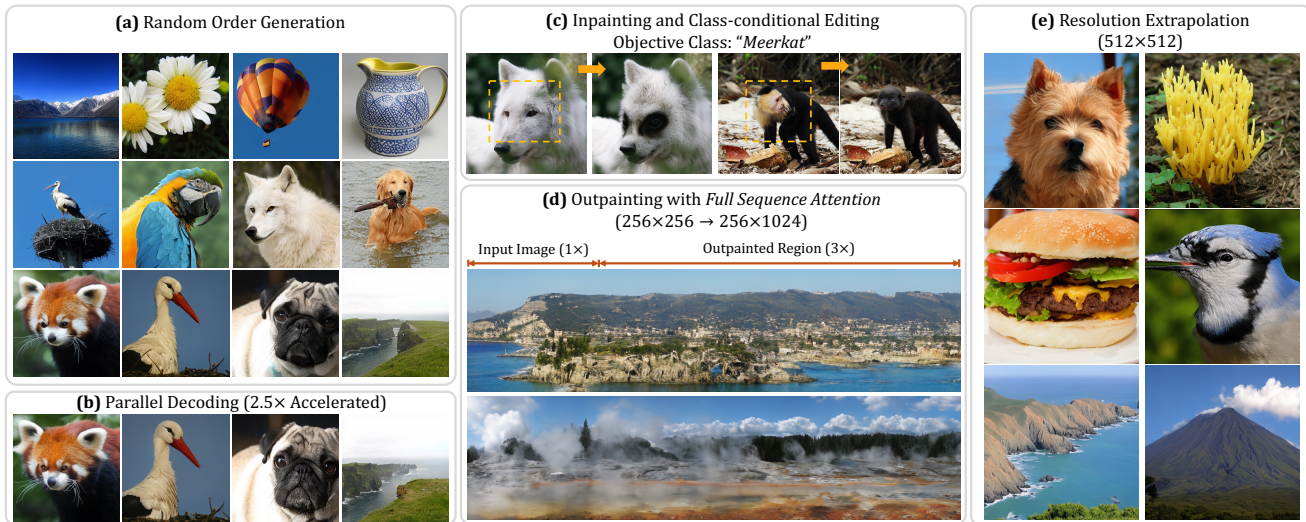 (a) Random Order Generation
(b) Parallel Decoding (2.5× Accelerated)
(c) Inpainting and Class-conditional Editing
Objective Class: “Meerkat”
(d) Outpainting with Full Sequence Attention
(256×256 → 256×1024)
Input Image (1×)
Outpainted Region (3×)
(e) Resolution Extrapolation
(512×512)